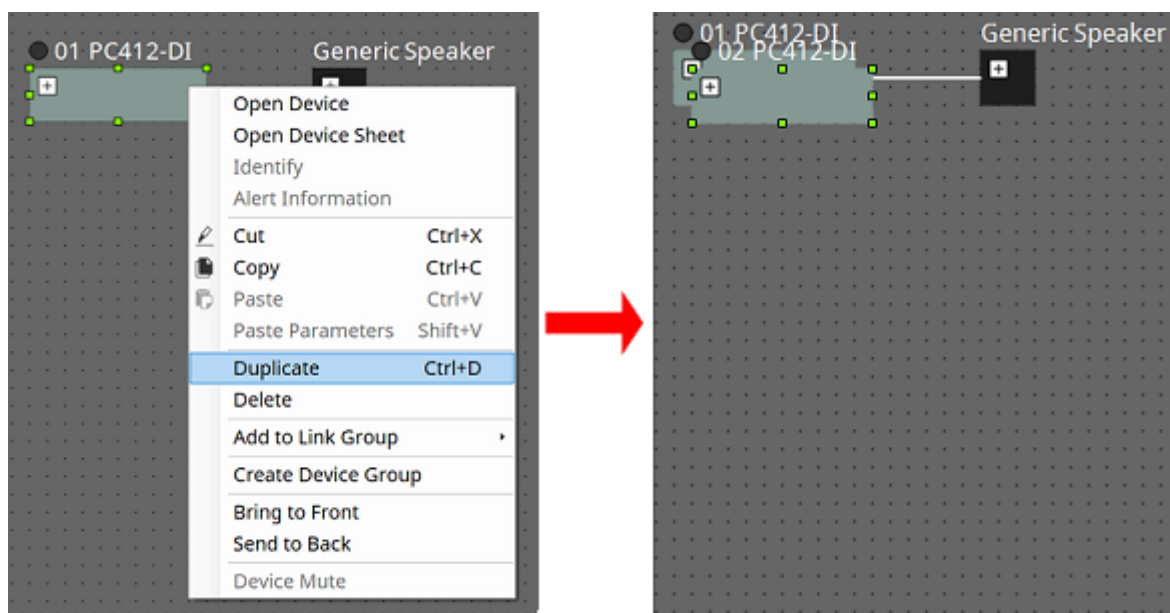 01 PC412-DI
Generic Speaker
Open Device
Open Device Sheet
Identify
Alert Information
Cut Ctrl+X
Copy Ctrl+C
Paste Ctrl+V
Paste Parameters Shift+V
Duplicate Ctrl+D
Delete
Add to Link Group
Create Device Group
Bring to Front
Send to Back
Device Mute
01 PC412-DI
02 PC412-DI
Generic Speaker